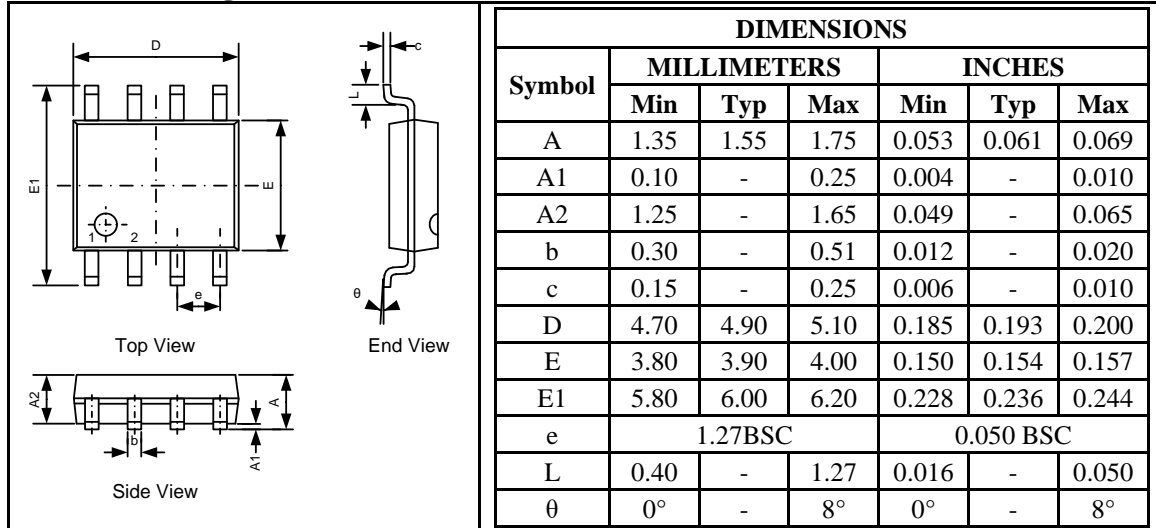 D
E1
E
1
2
e
Top View
c
L
θ
End View
A2
A
b
A1
Side View
DIMENSIONS
Symbol MILLIMETERS INCHES
Min Typ Max Min Typ Max
A 1.35 1.55 1.75 0.053 0.061 0.069
A1 0.10 - 0.25 0.004 - 0.010
A2 1.25 - 1.65 0.049 - 0.065
b 0.30 - 0.51 0.012 - 0.020
c 0.15 - 0.25 0.006 - 0.010
D 4.70 4.90 5.10 0.185 0.193 0.200
E 3.80 3.90 4.00 0.150 0.154 0.157
E1 5.80 6.00 6.20 0.228 0.236 0.244
e 1.27BSC 0.050 BSC
L 0.40 - 1.27 0.016 - 0.050
θ 0° - 8° 0° - 8°